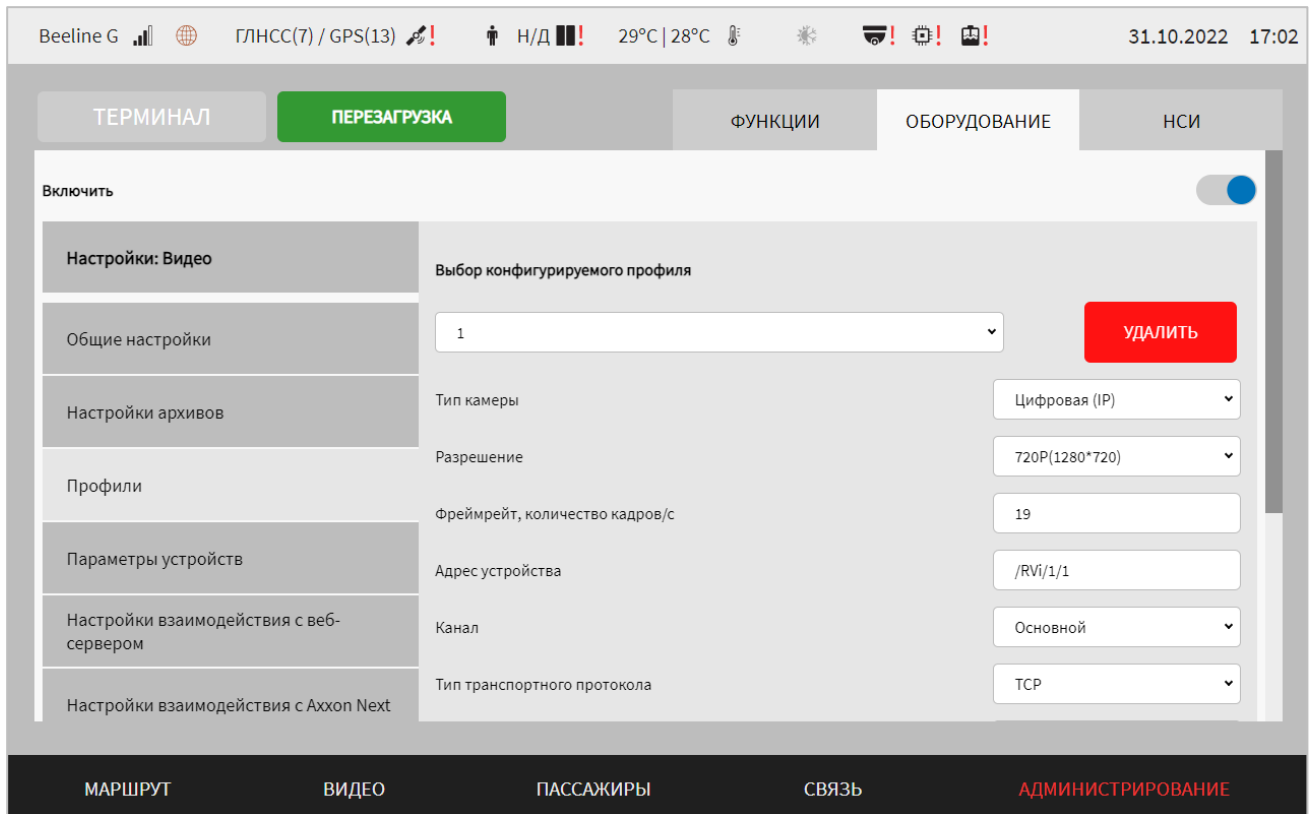 Beeline G ГЛНСС(7) / GPS(13) ! Н/Д ! 29°C | 28°C ! ! ! 31.10.2022 17:02
ТЕРМИНАЛ ПЕРЕЗАГРУЗКА ФУНКЦИИ ОБОРУДОВАНИЕ НСИ
Включить
Настройки: Видео
Общие настройки
Настройки архивов
Профили
Параметры устройств
Настройки взаимодействия с веб-
сервером
Настройки взаимодействия с Axxon Next
Выбор конфигурируемого профиля
1 УДАЛИТЬ
Тип камеры Цифровая (IP)
Разрешение 720P(1280*720)
Фреймрейт, количество кадров/с 19
Адрес устройства /RVi/1/1
Канал Основной
Тип транспортного протокола TCP
МАРШРУТ ВИДЕО ПАССАЖИРЫ СВЯЗЬ АДМИНИСТРИРОВАНИЕ